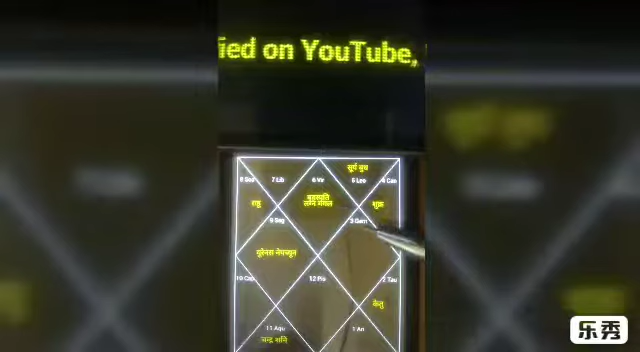 ied on YouTube,
सूर्य बुध
8 Sco
7 Lib
6 Vir
5 Leo
4 Can
राहु
बृहस्पति
लग्न मंगल
शुक्र
9 Sag
3 Gem
यूरेनस नेपच्यून
10 Cap
12 Pis
2 Tau
केतु
11 Aqu
1 Ari
चन्द्र शनि
乐秀